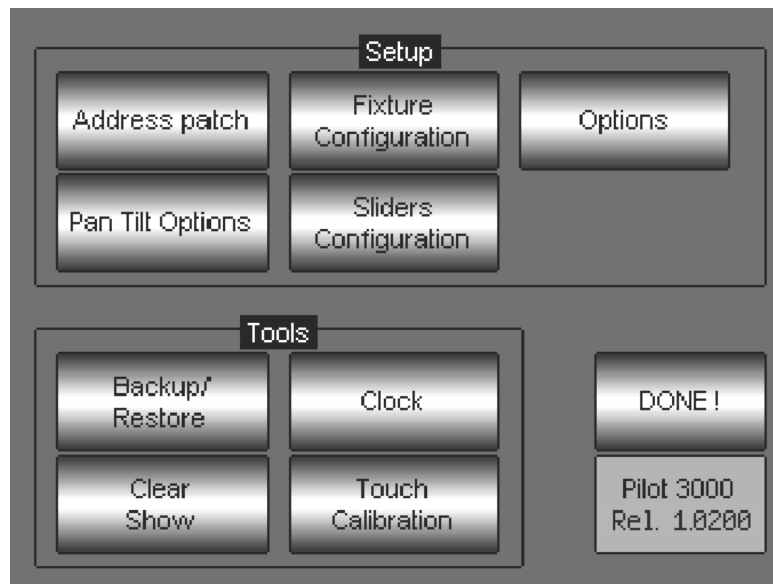 Setup
Address patch
Fixture
Configuration
Options
Pan Tilt Options
Sliders
Configuration
Tools
Backup/
Restore
Clock
DONE!
Clear
Show
Touch
Calibration
Pilot 3000
Rel. 1.0200